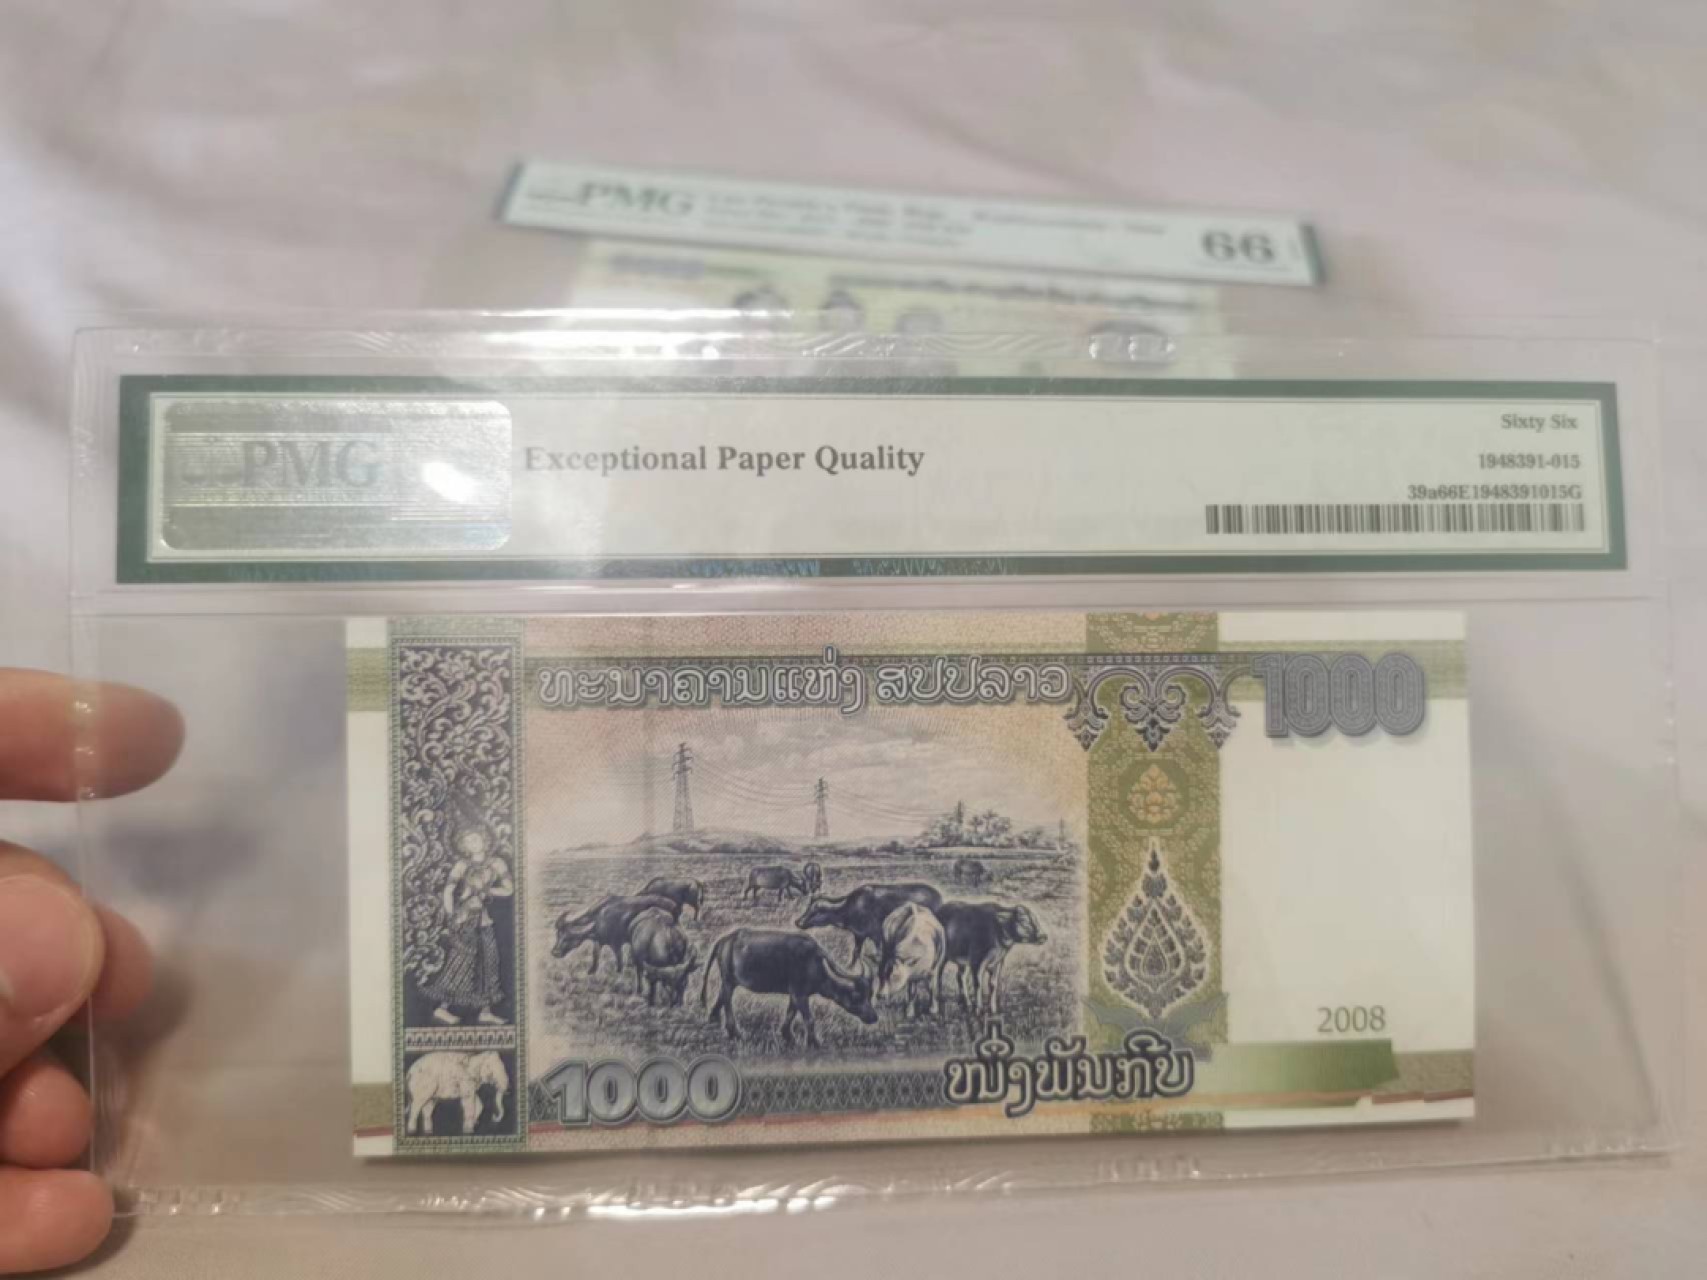 PMG
66
PMG
Exceptional Paper Quality
Sixty Six
1948391-015
39a66E1948391015G
ທະນາຄານແຫ່ງ ສປປລາວ
1000
2008
1000
ໜຶ່ງພັນກີບ